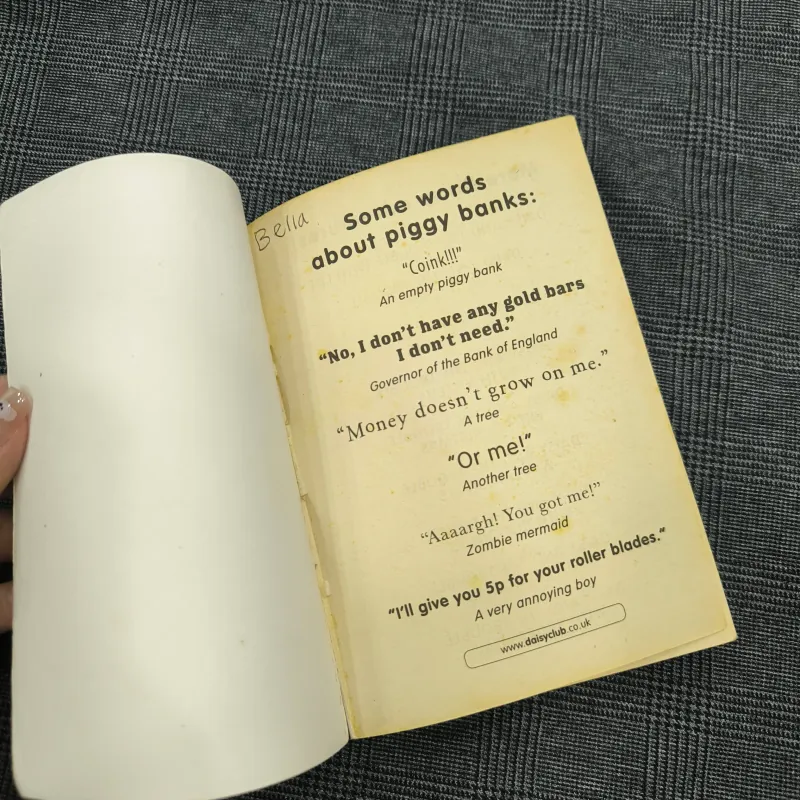 Bella
Some words
about piggy banks:
“Coink!!!”
An empty piggy bank
“No, I don’t have any gold bars
I don’t need.”
Governor of the Bank of England
“Money doesn’t grow on me.”
A tree
“Or me!”
Another tree
“Aaaargh! You got me!”
Zombie mermaid
“I’ll give you 5p for your roller blades.”
A very annoying boy
www.daisyclub.co.uk